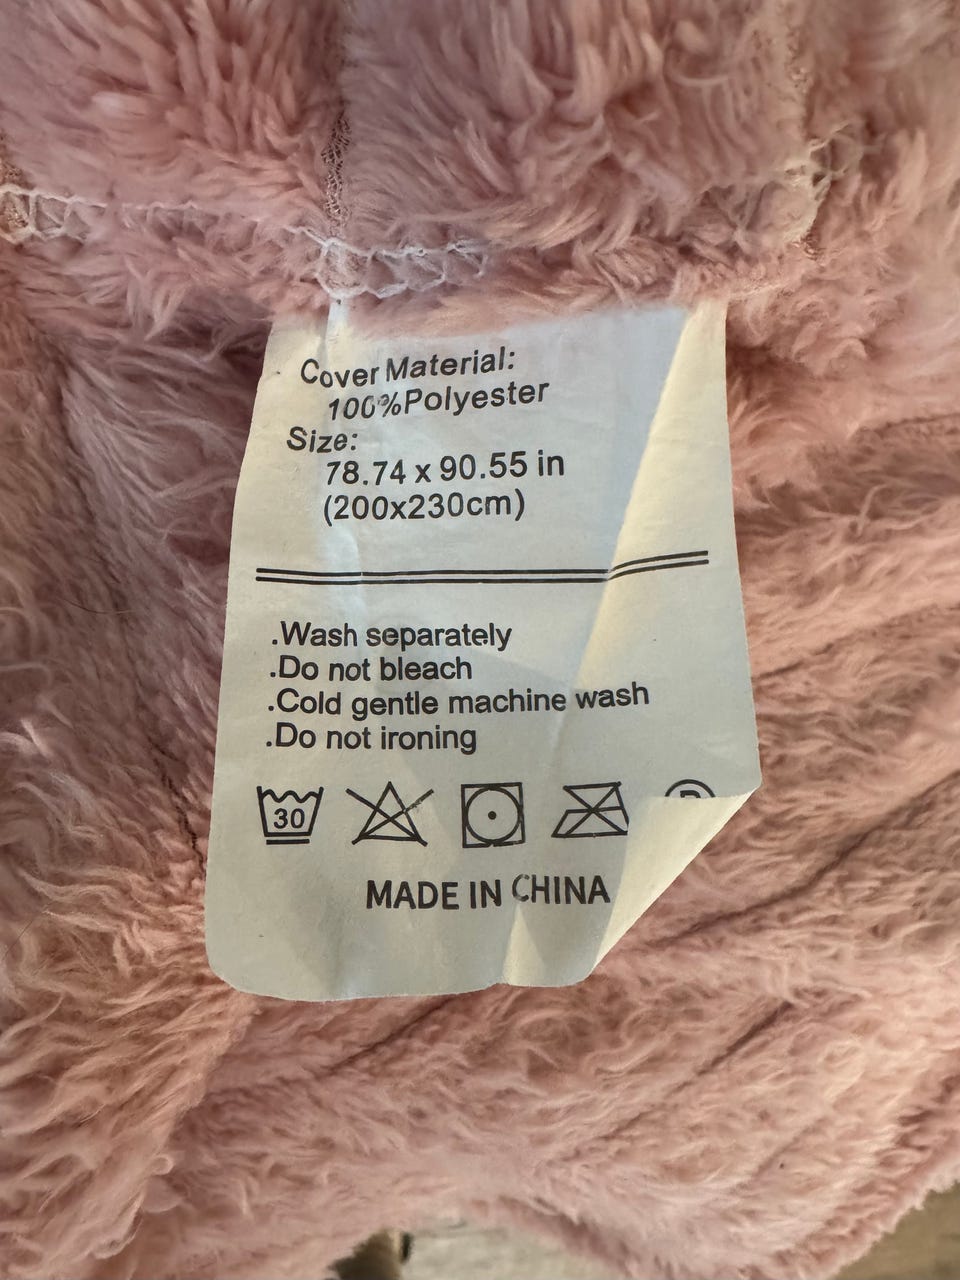 Cover Material:
100%Polyester
Size:
78.74 x 90.55 in
(200x230cm)
.Wash separately
.Do not bleach
.Cold gentle machine wash
.Do not ironing
30
MADE IN CHINA